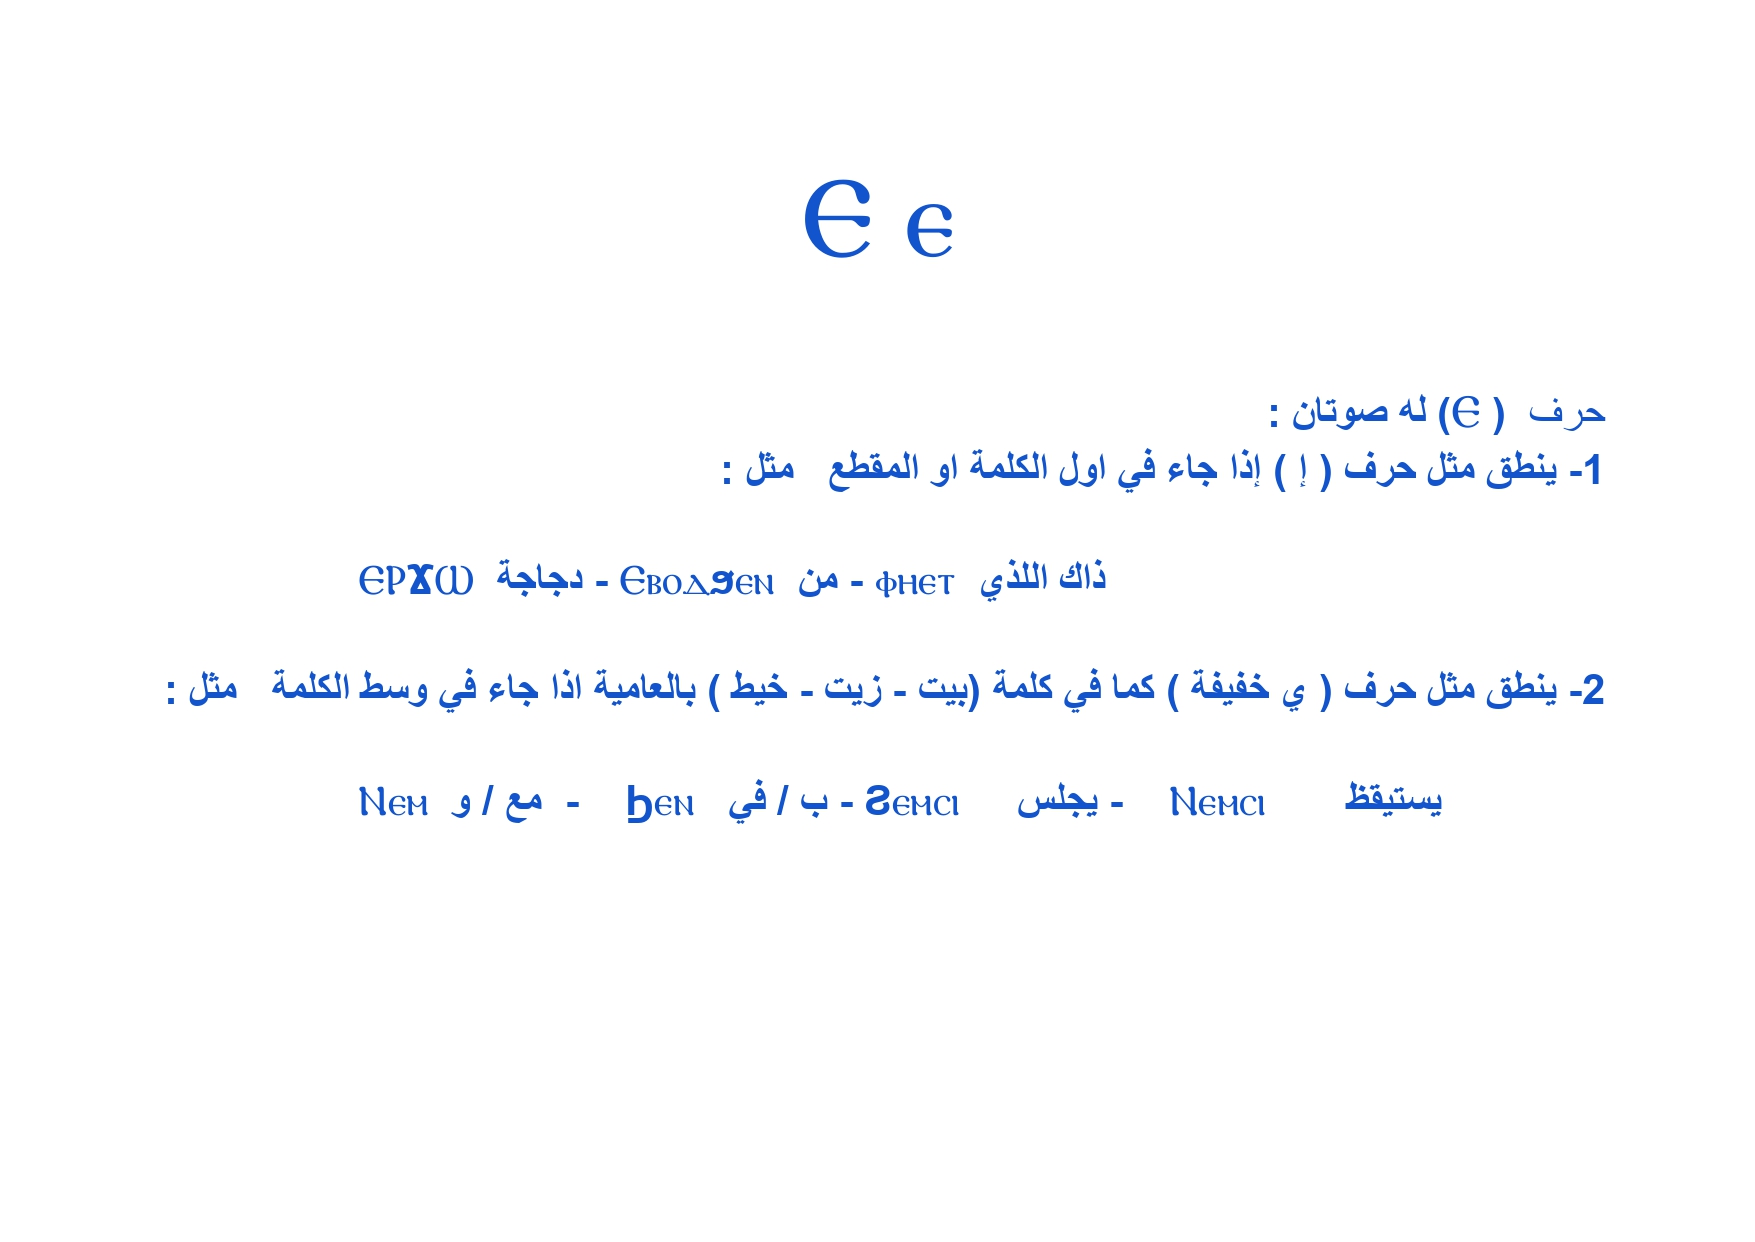 Ⲉ ⲉ
حرف ( Ⲉ) له صوتان :
1- ينطق مثل حرف ( إ ) إذا جاء في اول الكلمة او المقطع مثل :
ⲈⲢϪⲰ دجاجة - Ⲉⲃⲟⲇϧⲉⲛ من - ⲫⲏⲉⲧ ذاك اللذي
2- ينطق مثل حرف ( ي خفيفة ) كما في كلمة (بيت - زيت - خيط ) بالعامية اذا جاء في وسط الكلمة مثل :
Ⲛⲉⲙ مع / و - Ϧⲉⲛ ب / في - Ϩⲉⲙⲥⲓ يجلس - Ⲛⲉⲙⲥⲓ يستيقظ